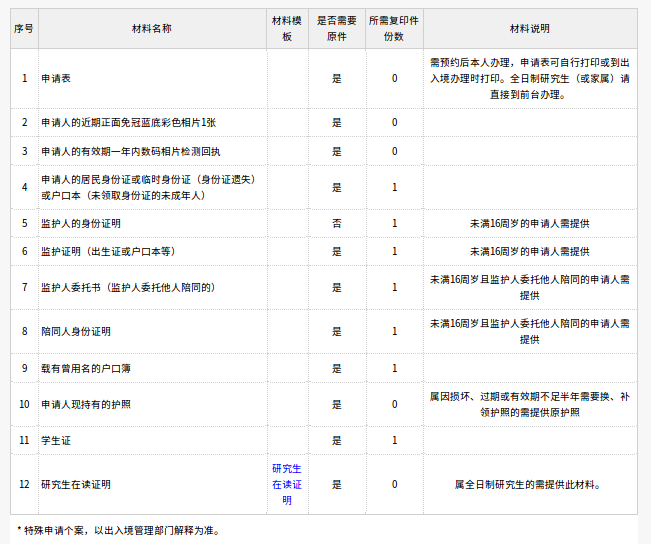 序号 材料名称 材料模板 是否需要原件 所需复印件份数 材料说明
1 申请表 是 0 需预约后本人办理，申请表可自行打印或到出
入境办理时打印。全日制研究生（或家属）请
直接到前台办理。
2 申请人的近期正面免冠蓝底彩色相片1张 是 0
3 申请人的有效期一年内数码相片检测回执 是 0
4 申请人的居民身份证或临时身份证（身份证遗失）
或户口本（未领取身份证的未成年人） 是 1
5 监护人的身份证明 否 1 未满16周岁的申请人需提供
6 监护证明（出生证或户口本等） 是 1 未满16周岁的申请人需提供
7 监护人委托书（监护人委托他人陪同的） 是 1 未满16周岁且监护人委托他人陪同的申请人需
提供
8 陪同人身份证明 是 1 未满16周岁且监护人委托他人陪同的申请人需
提供
9 载有曾用名的户口簿 是 1
10 申请人现持有的护照 是 0 属因损坏、过期或有效期不足半年需要换、补
领护照的需提供原护照
11 学生证 是 1
12 研究生在读证明 研究生在读证明 是 0 属全日制研究生的需提供此材料。
* 特殊申请个案，以出入境管理部门解释为准。